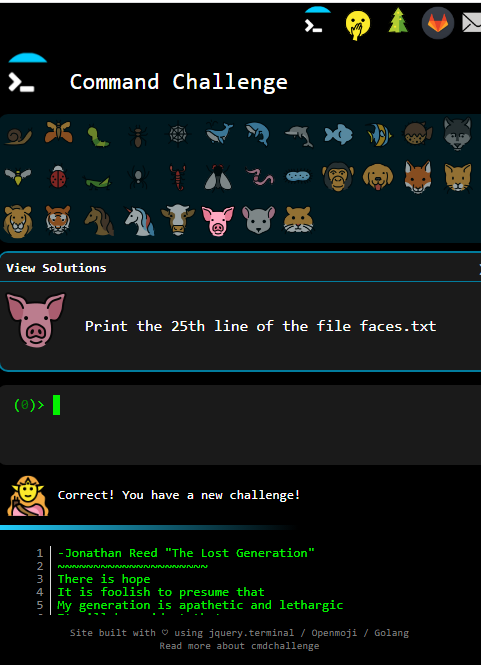 Command Challenge
View Solutions
Print the 25th line of the file faces.txt
(0)>
Correct! You have a new challenge!
1 -Jonathan Reed "The Lost Generation"
2 ~~~~~~~~~~~~~~~~~~~~~
3 There is hope
4 It is foolish to presume that
5 My generation is apathetic and lethargic
Site built with ♡ using jquery.terminal / Openmoji / Golang
Read more about cmdchallenge